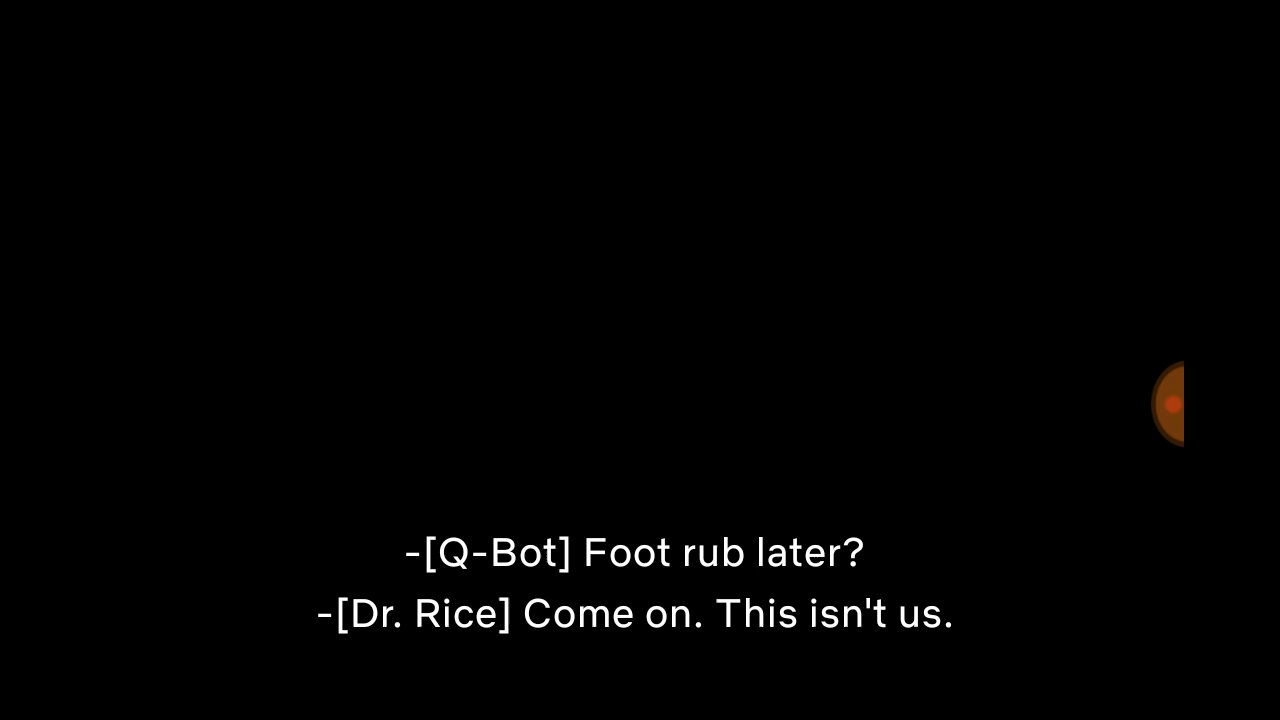 -[Q-Bot] Foot rub later?
-[Dr. Rice] Come on. This isn't us.